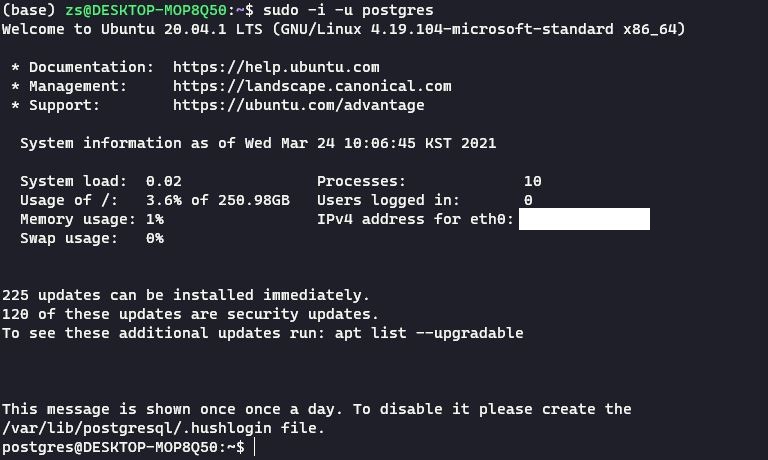 (base) zs@DESKTOP-MOP8Q50:~$ sudo -i -u postgres
Welcome to Ubuntu 20.04.1 LTS (GNU/Linux 4.19.104-microsoft-standard x86_64)
* Documentation: https://help.ubuntu.com
* Management: https://landscape.canonical.com
* Support: https://ubuntu.com/advantage
System information as of Wed Mar 24 10:06:45 KST 2021
System load: 0.02 Processes: 10
Usage of /: 3.6% of 250.98GB Users logged in: 0
Memory usage: 1% IPv4 address for eth0:
Swap usage: 0%
225 updates can be installed immediately.
120 of these updates are security updates.
To see these additional updates run: apt list --upgradable
This message is shown once once a day. To disable it please create the
/var/lib/postgresql/.hushlogin file.
postgres@DESKTOP-MOP8Q50:~$